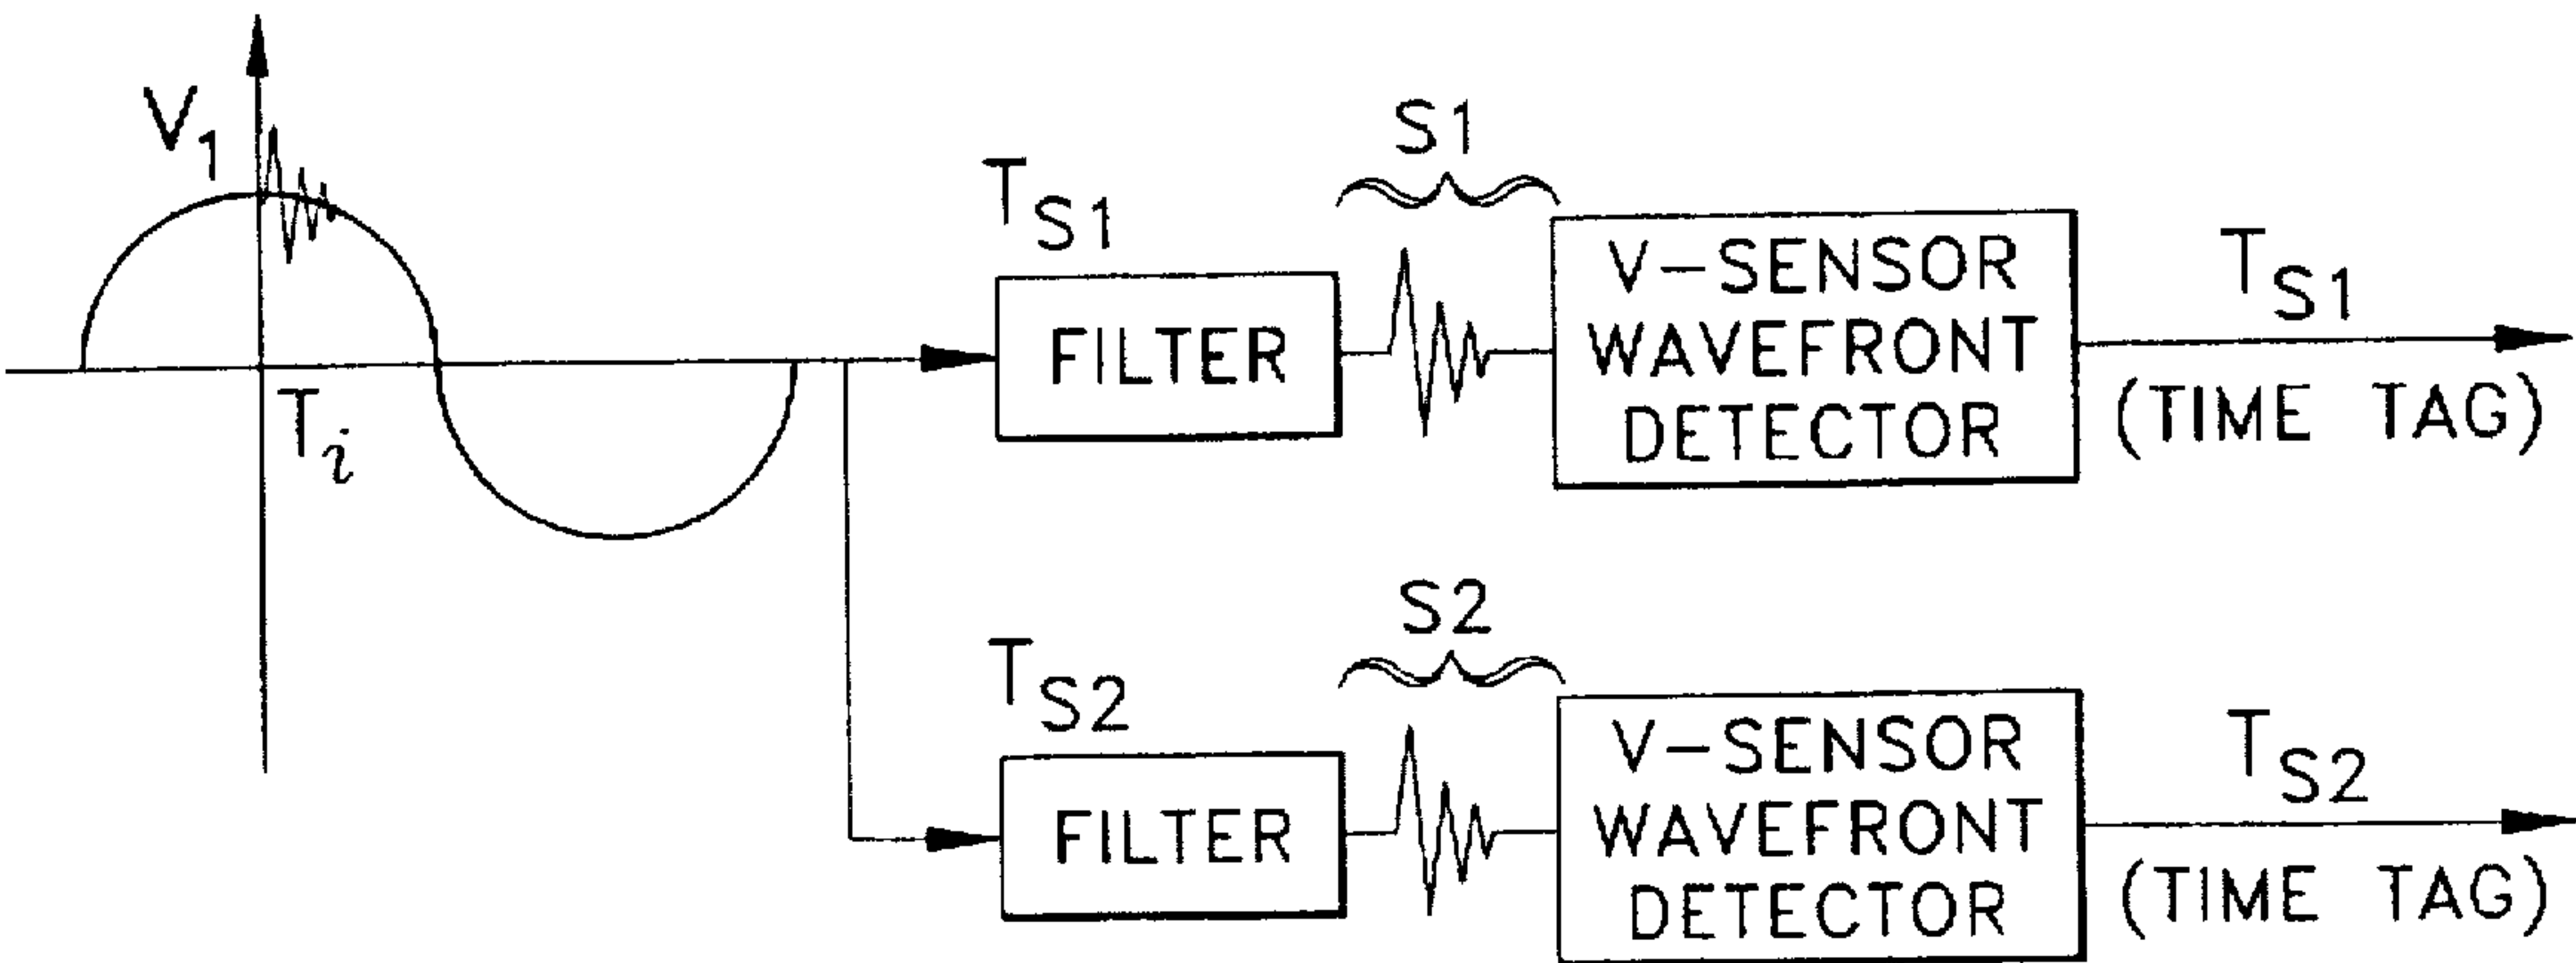 V1
Ti
TS1
FILTER
S1
V-SENSOR
WAVEFRONT
DETECTOR
TS1
(TIME TAG)
TS2
FILTER
S2
V-SENSOR
WAVEFRONT
DETECTOR
TS2
(TIME TAG)